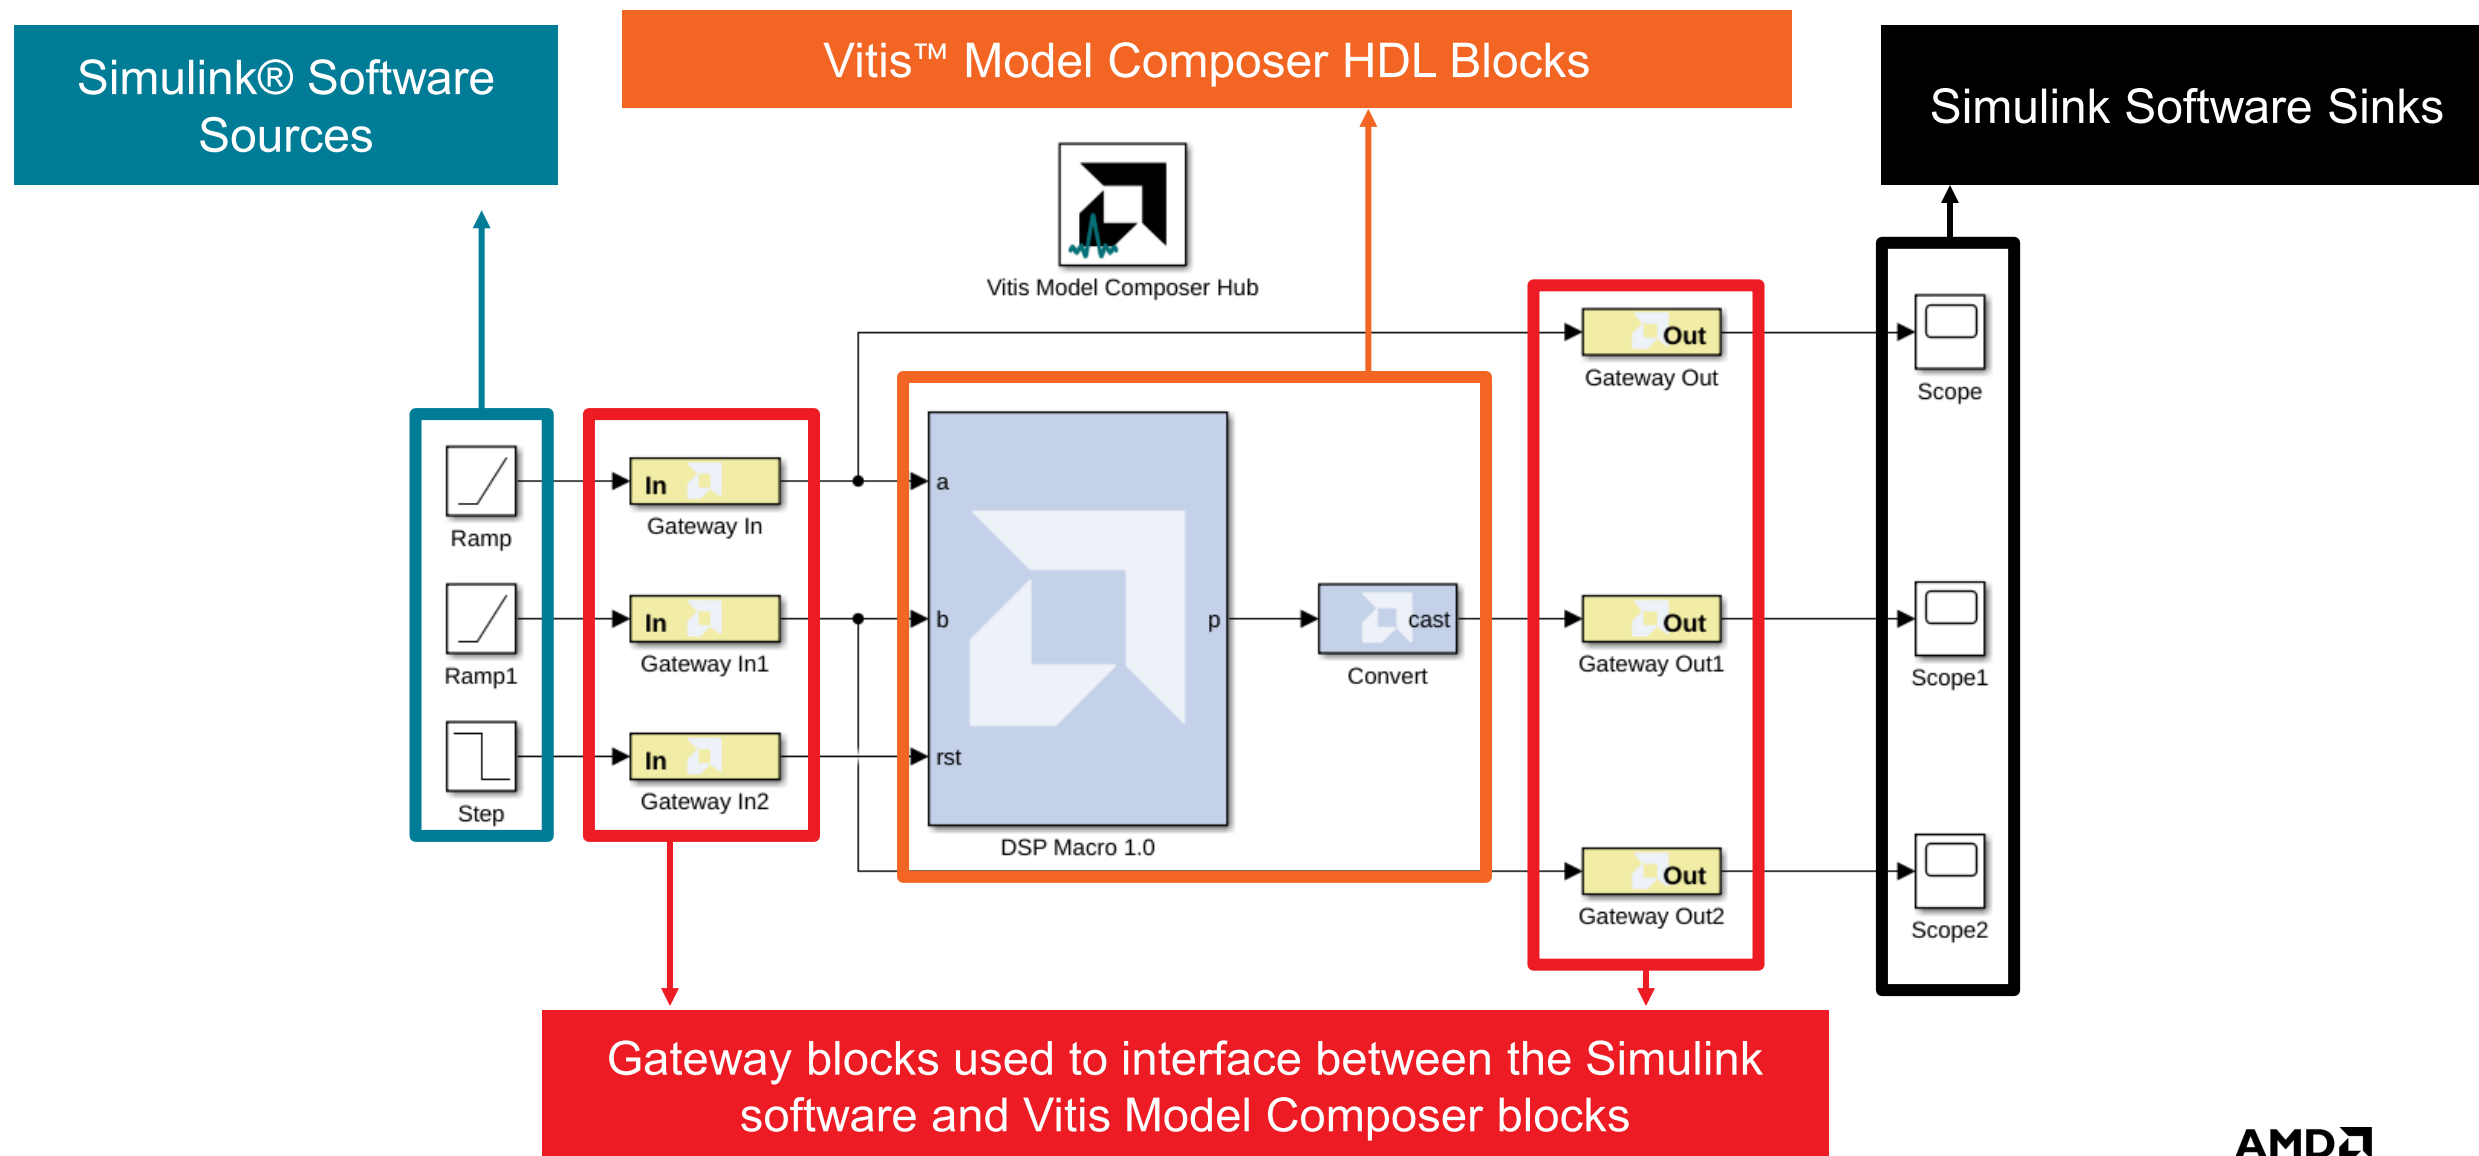 Simulink® Software
Sources
Vitis™ Model Composer HDL Blocks
Simulink Software Sinks
Vitis Model Composer Hub
Out
Gateway Out
Scope
In
Gateway In
Ramp
a
In
Gateway In1
Ramp1
b
p
cast
Convert
Out
Gateway Out1
Scope1
In
Gateway In2
Step
rst
DSP Macro 1.0
Out
Gateway Out2
Scope2
Gateway blocks used to interface between the Simulink
software and Vitis Model Composer blocks
AMD